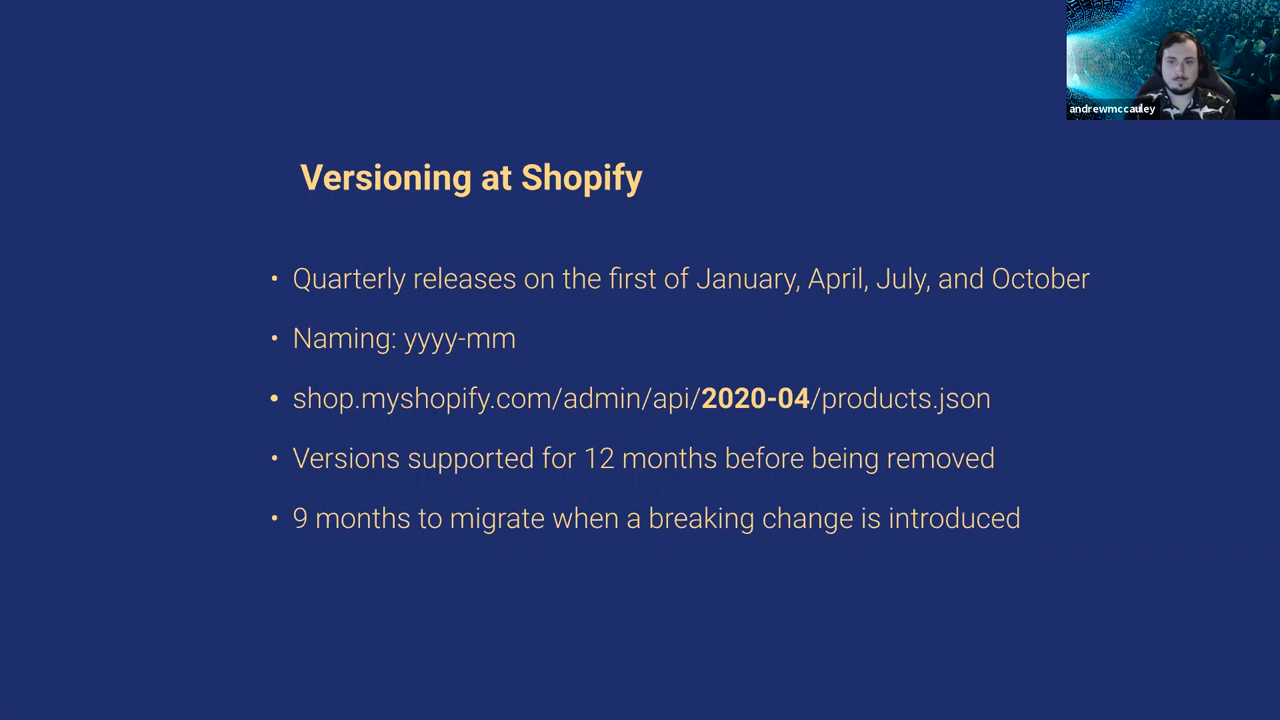 andrewmccauley
Versioning at Shopify
• Quarterly releases on the first of January, April, July, and October
• Naming: yyyy-mm
• shop.myshopify.com/admin/api/2020-04/products.json
• Versions supported for 12 months before being removed
• 9 months to migrate when a breaking change is introduced